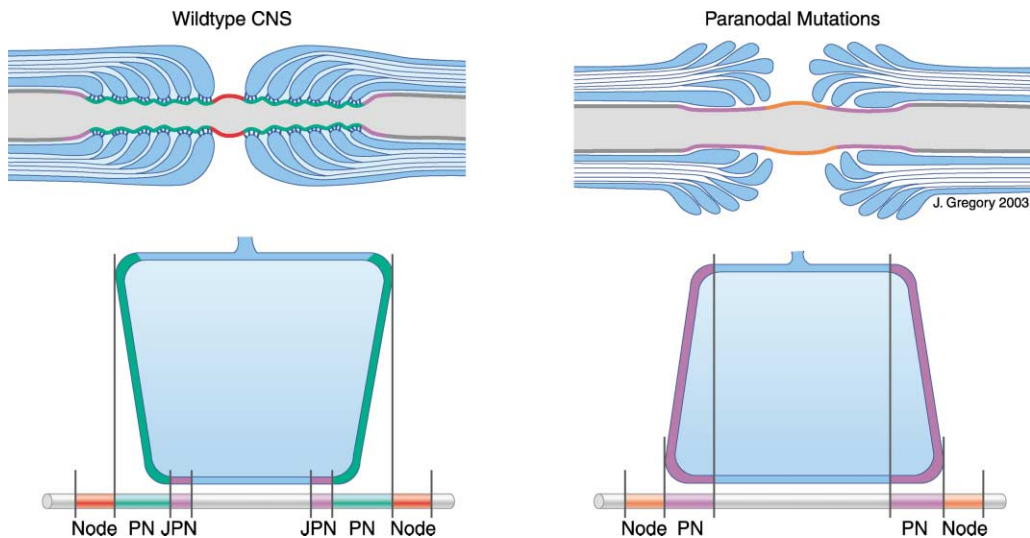 Wildtype CNS
Paranodal Mutations
J. Gregory 2003
Node PN JPN JPN PN Node
Node PN PN Node